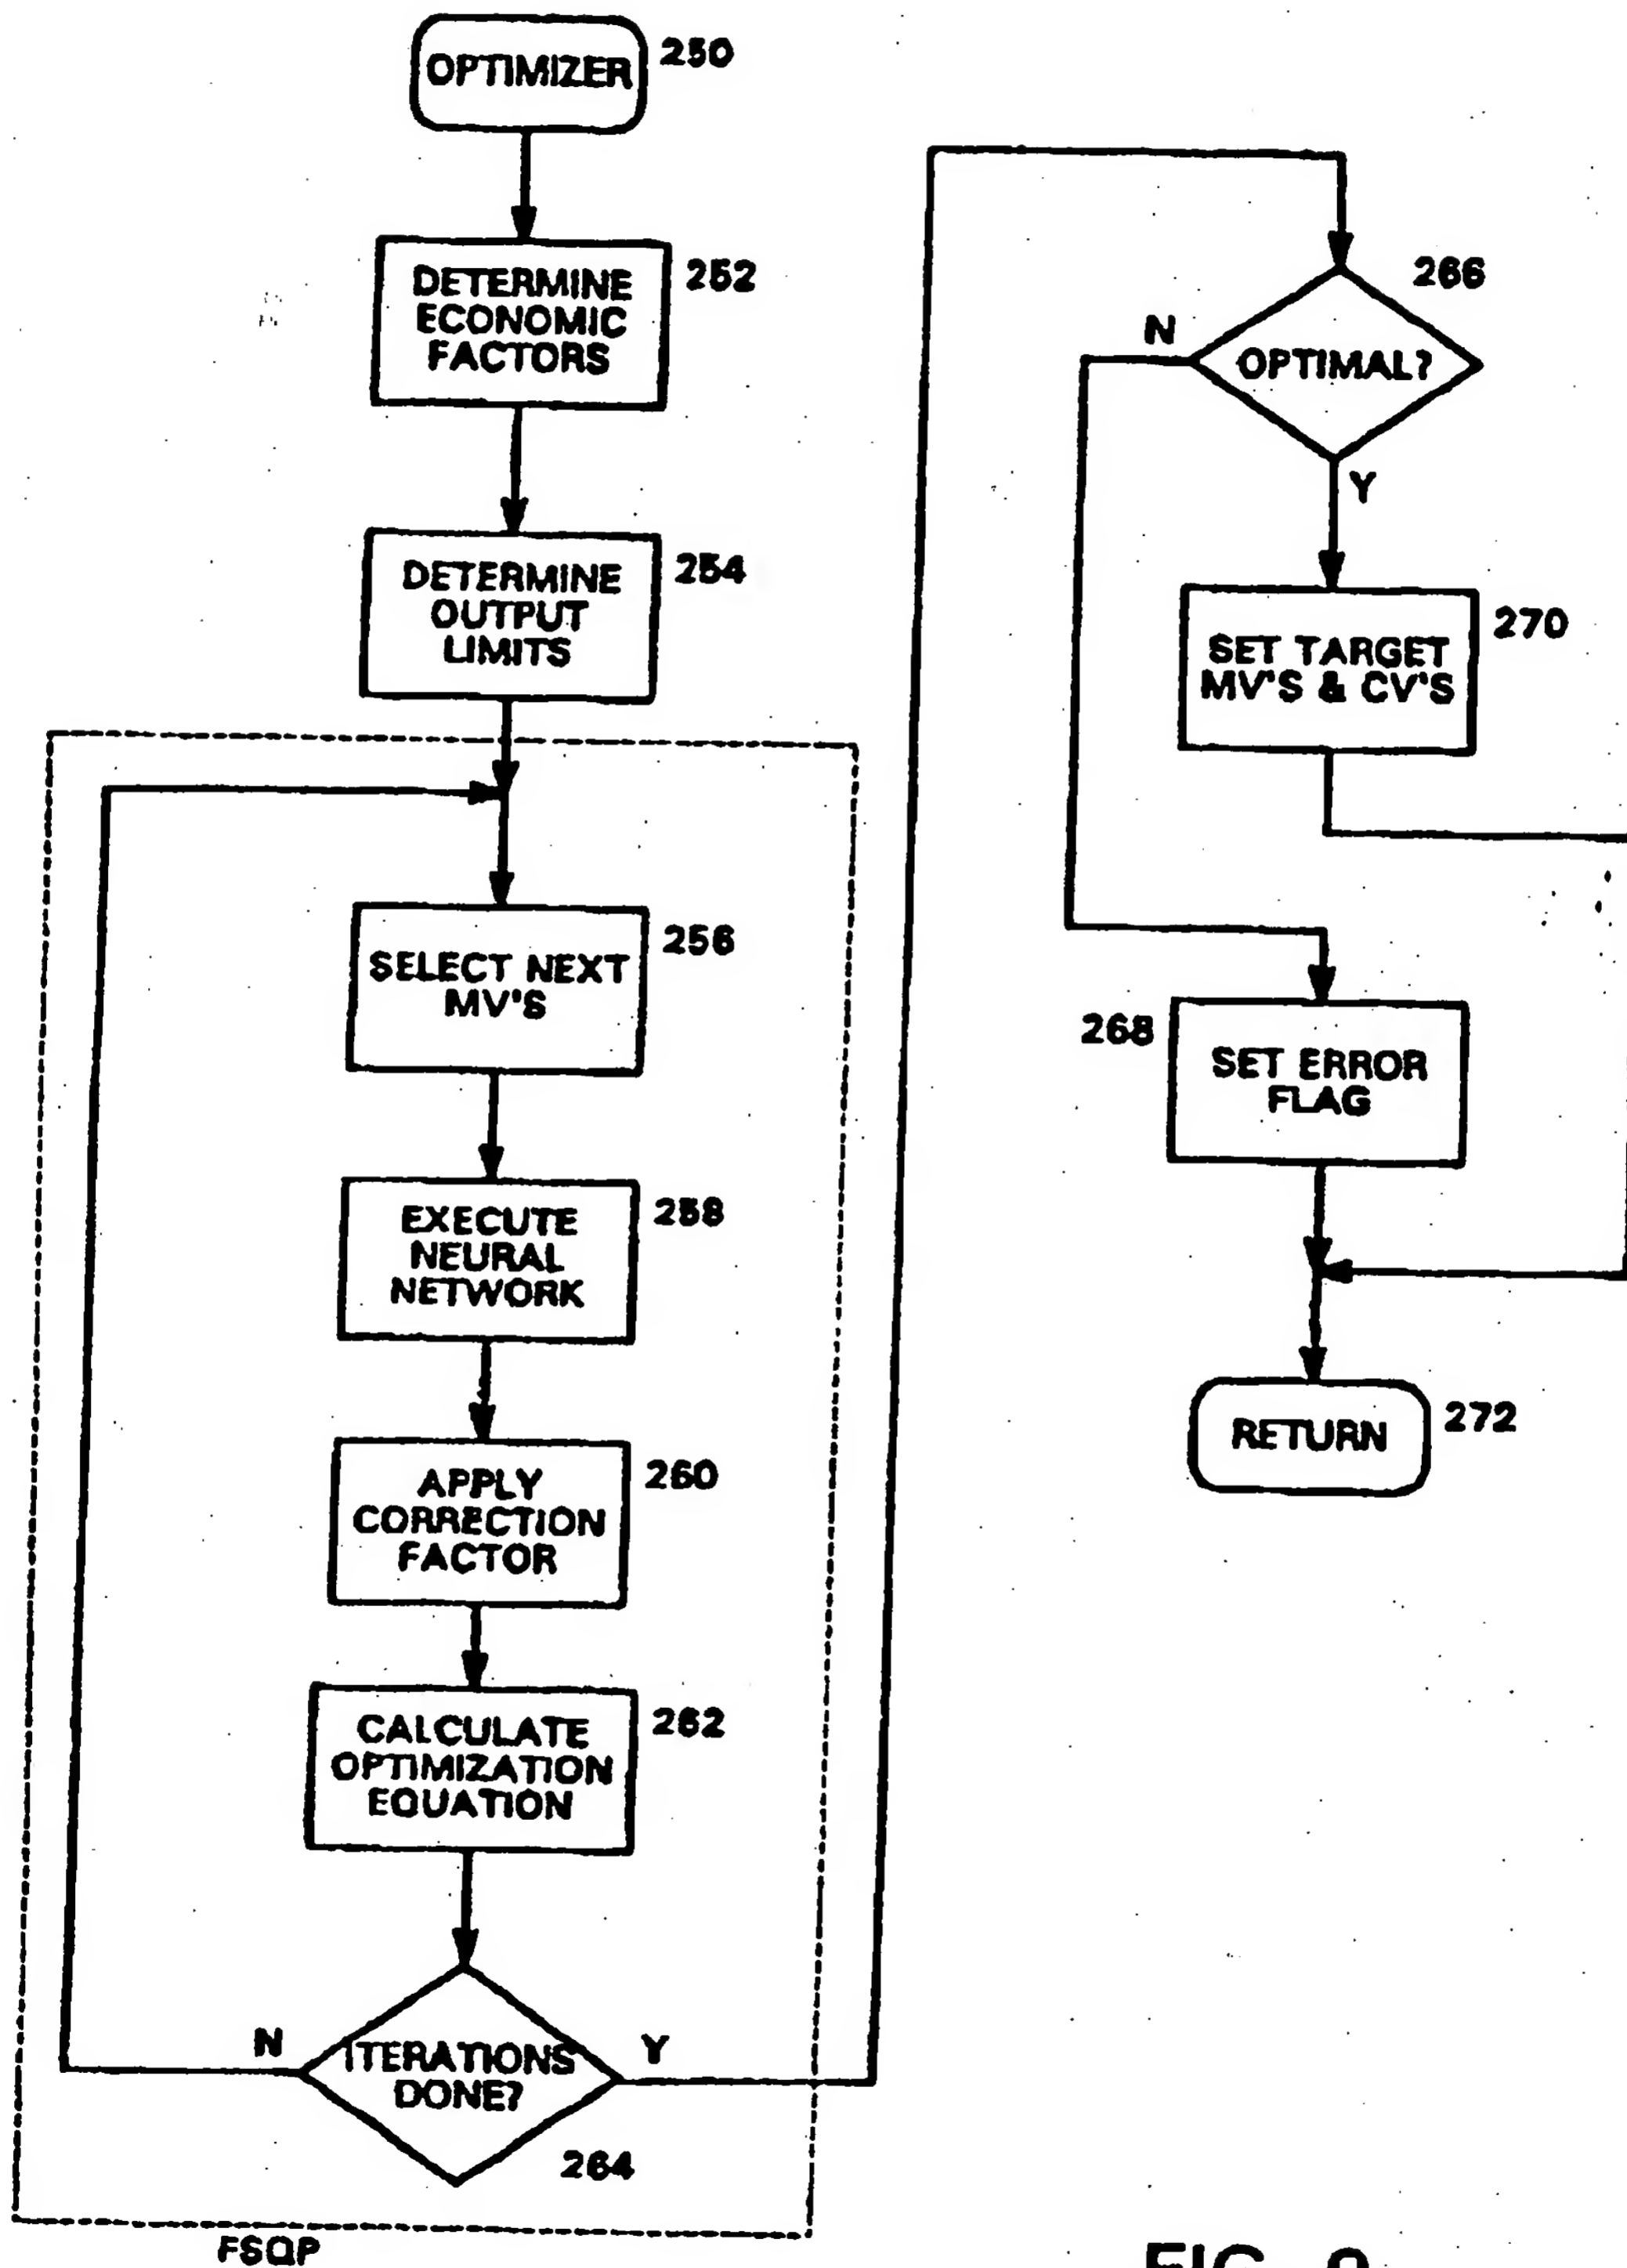 OPTIMIZER
250
DETERMINE
ECONOMIC
FACTORS
252
DETERMINE
OUTPUT
LIMITS
254
SELECT NEXT
MV'S
256
EXECUTE
NEURAL
NETWORK
258
APPLY
CORRECTION
FACTOR
260
CALCULATE
OPTIMIZATION
EQUATION
262
ITERATIONS
DONE?
N
Y
264
FSQP
OPTIMAL?
266
N
Y
SET TARGET
MV'S & CV'S
270
268
SET ERROR
FLAG
RETURN
272
FIG. 9